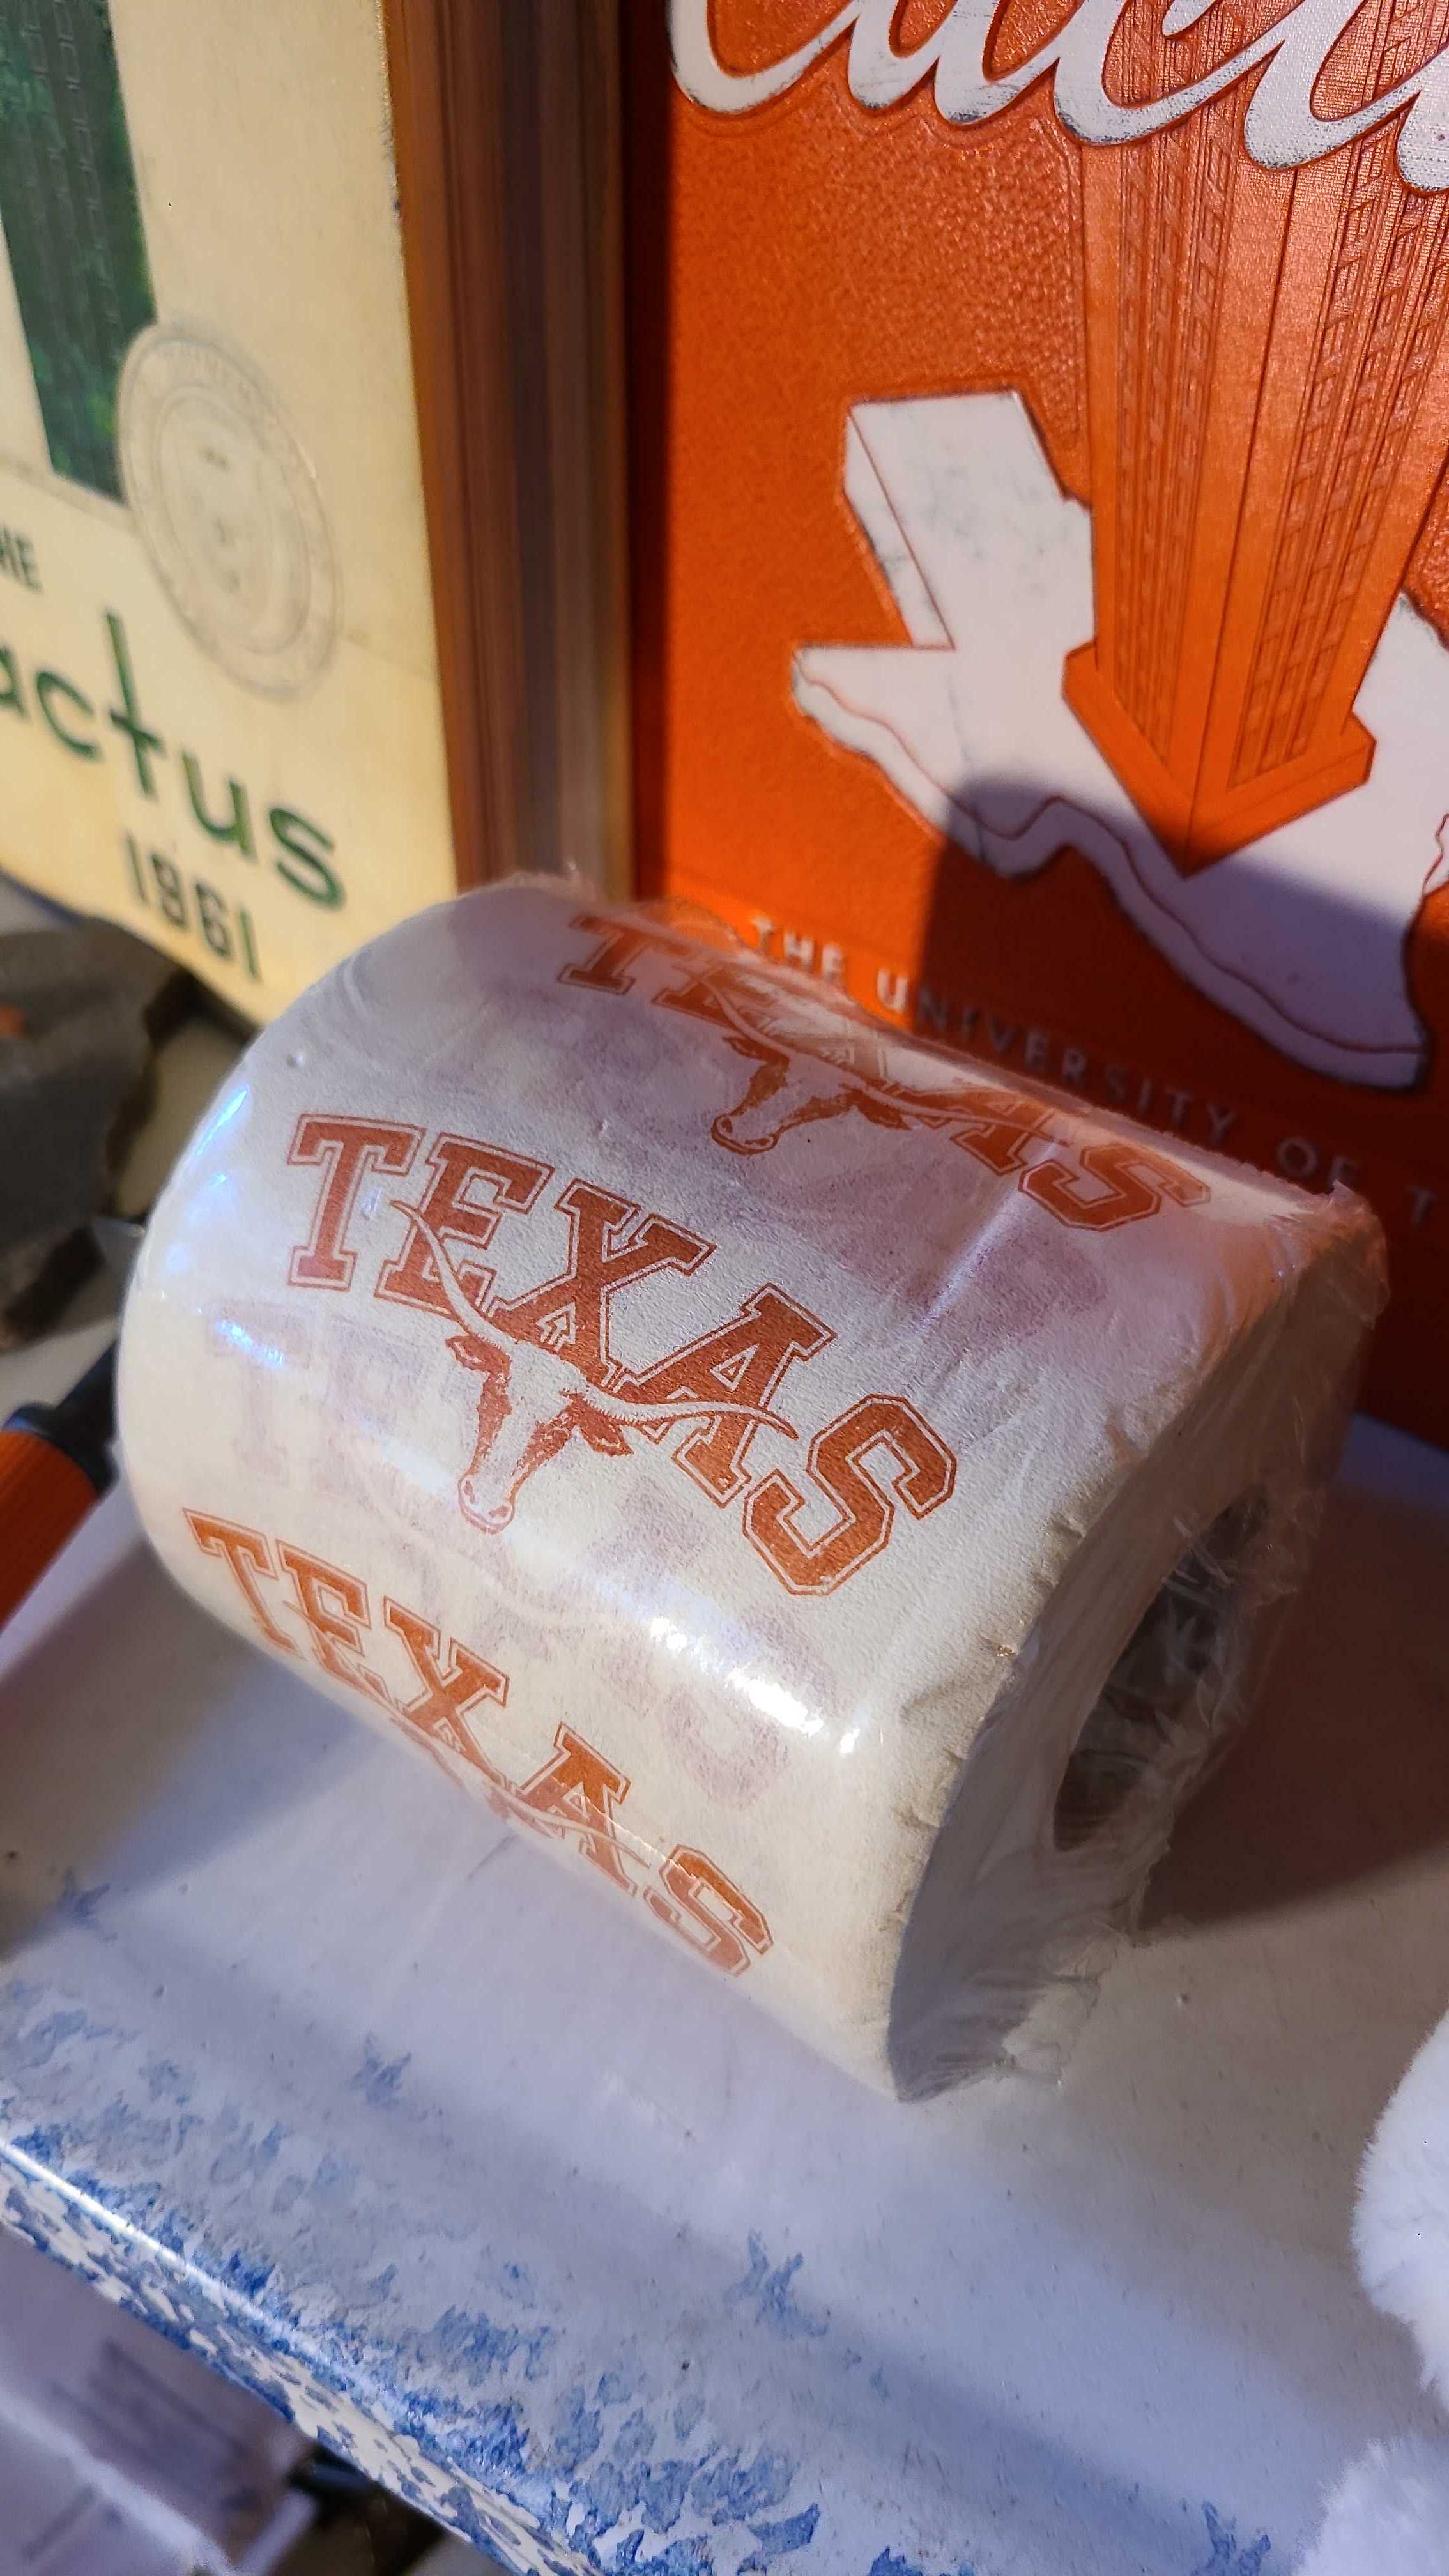 THE
actus
1961
THE UNIVERSITY OF T
TEXAS
TEXAS
TEXAS